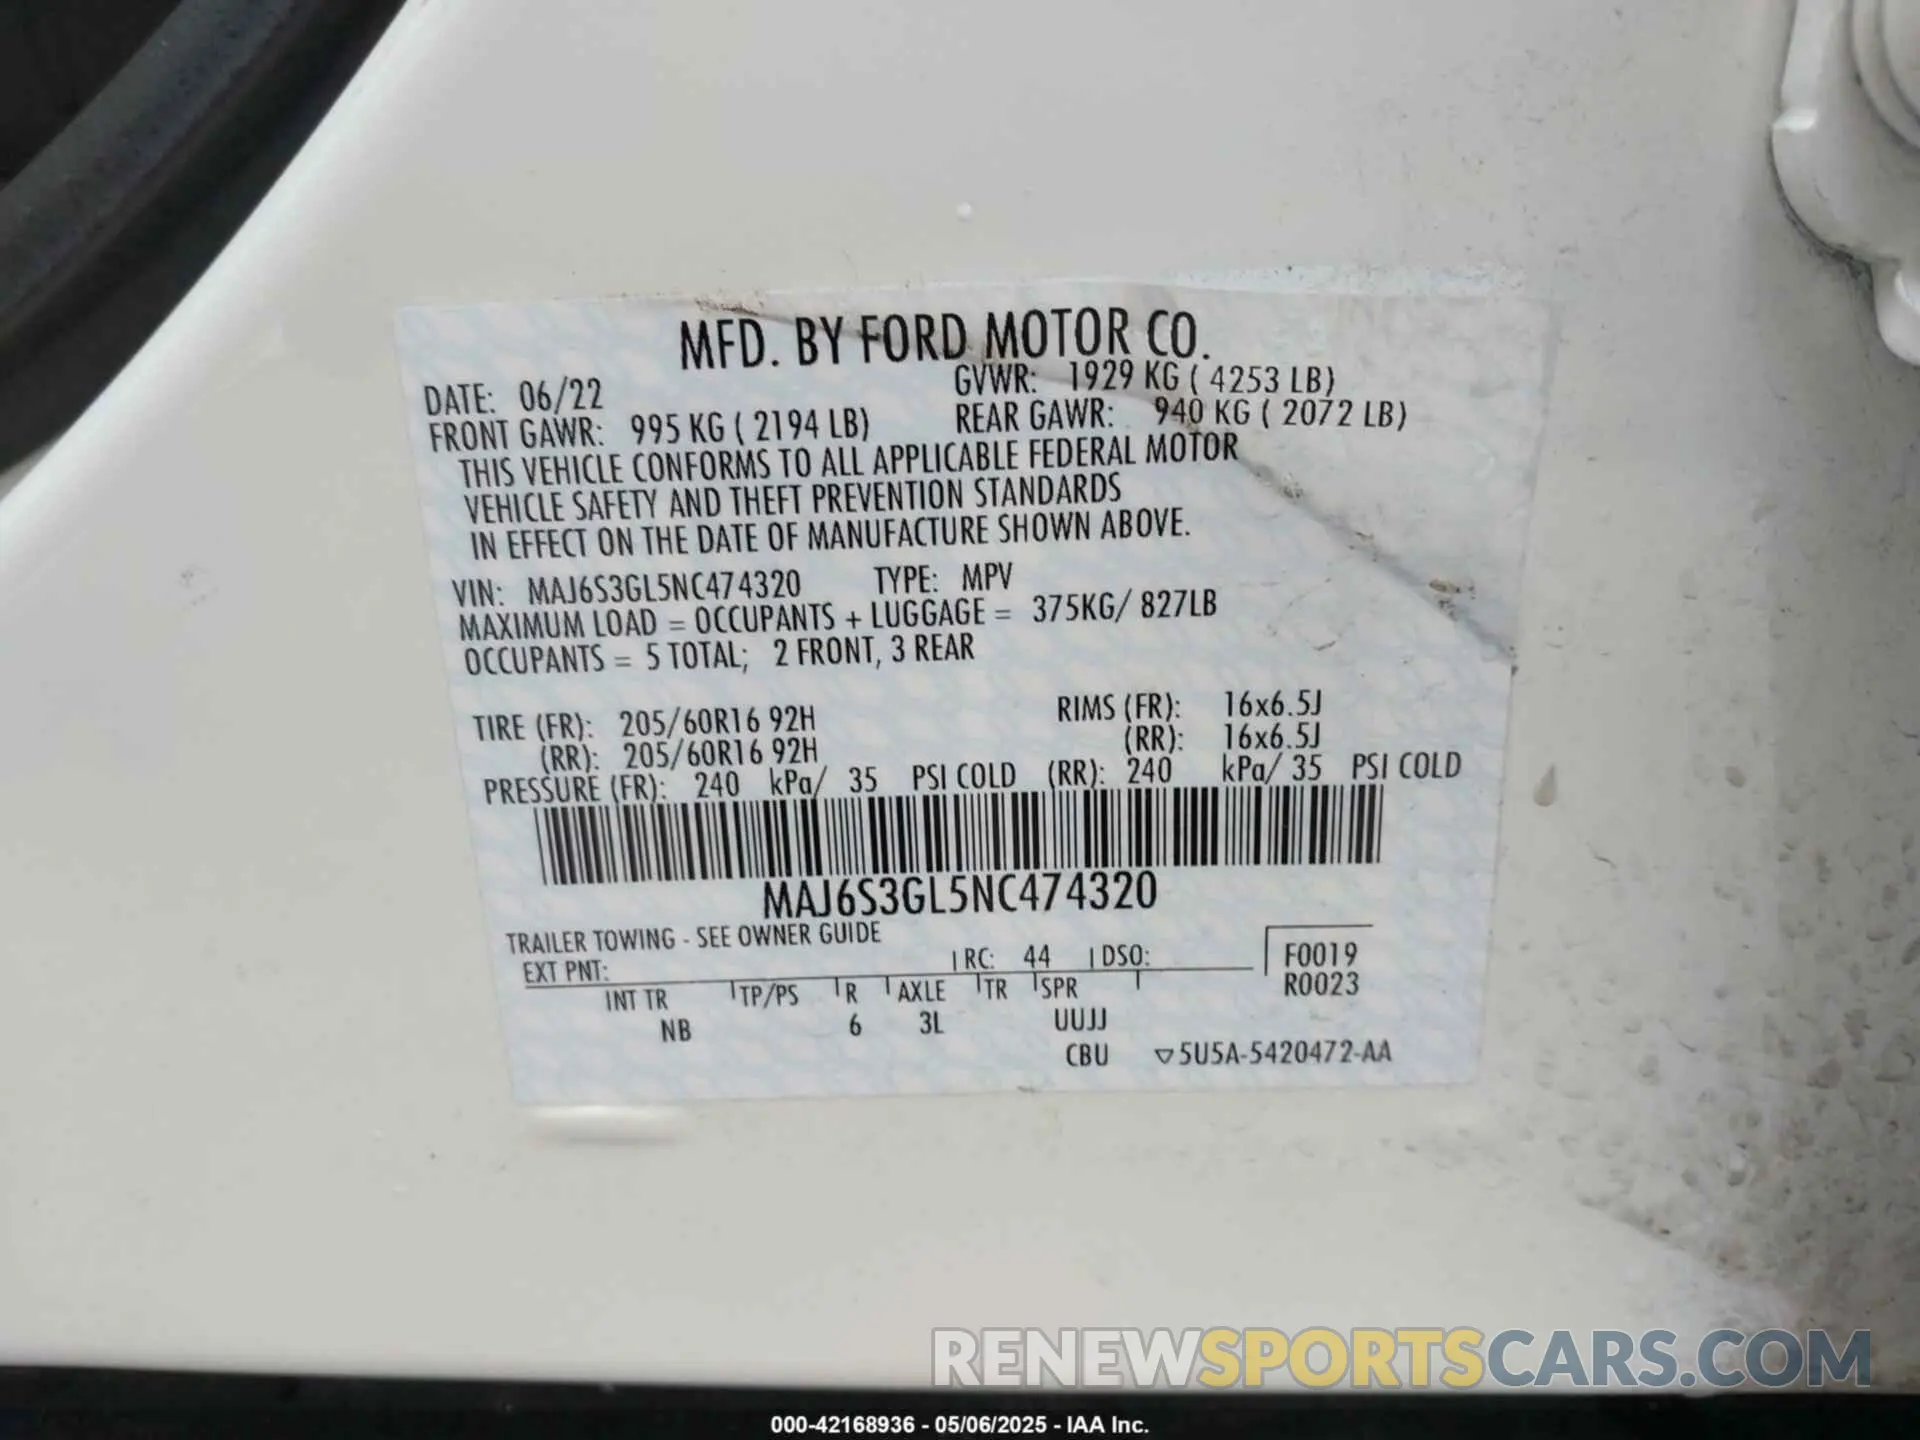 MFD. BY FORD MOTOR CO.
DATE: 06/22 GVWR: 1929 KG ( 4253 LB)
FRONT GAWR: 995 KG ( 2194 LB) REAR GAWR: 940 KG ( 2072 LB)
THIS VEHICLE CONFORMS TO ALL APPLICABLE FEDERAL MOTOR
VEHICLE SAFETY AND THEFT PREVENTION STANDARDS
IN EFFECT ON THE DATE OF MANUFACTURE SHOWN ABOVE.
VIN: MAJ6S3GL5NC474320 TYPE: MPV
MAXIMUM LOAD = OCCUPANTS + LUGGAGE = 375KG/ 827LB
OCCUPANTS = 5 TOTAL; 2 FRONT, 3 REAR
TIRE (FR): 205/60R16 92H RIMS (FR): 16x6.5J
(RR): 205/60R16 92H (RR): 16x6.5J
PRESSURE (FR): 240 kPa/ 35 PSI COLD (RR): 240 kPa/ 35 PSI COLD
MAJ6S3GL5NC474320
TRAILER TOWING - SEE OWNER GUIDE
EXT PNT: RC: 44 DSO: F0019
INT TR TP/PS R AXLE TR SPR R0023
NB 6 3L UUJJ
CBU ▽5U5A-5420472-AA
RENEWSPORTSCARS.COM
000-42168936 - 05/06/2025 - IAA Inc.